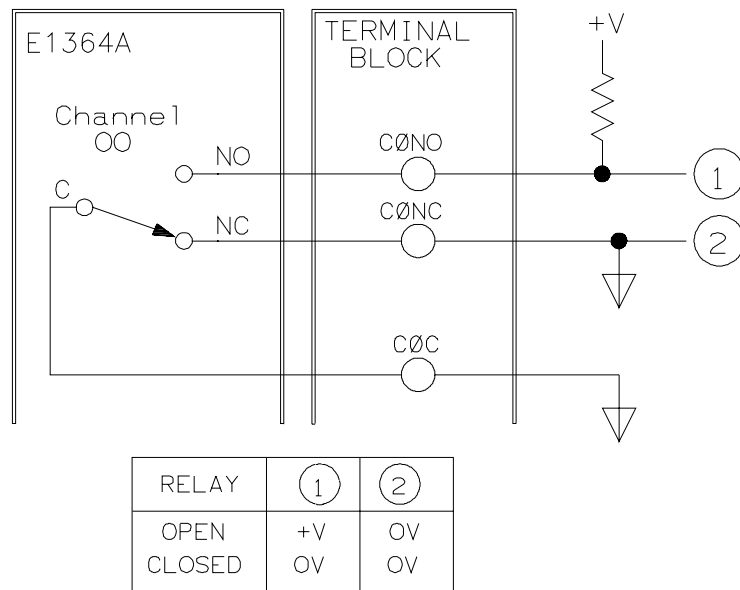 E1364A
TERMINAL
BLOCK
+V
Channel
00
NO
CØNO
1
C
NC
CØNC
2
CØC
RELAY 1 2
OPEN +V 0V
CLOSED 0V 0V